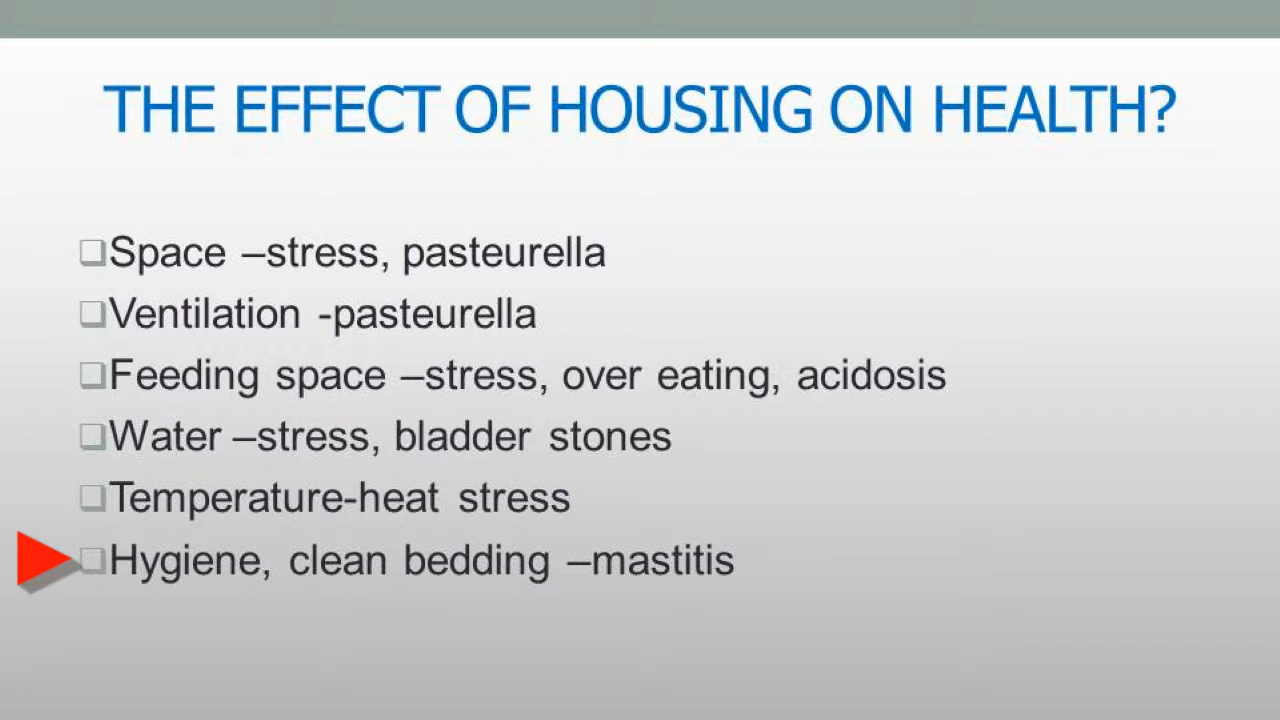 THE EFFECT OF HOUSING ON HEALTH?
Space –stress, pasteurella
Ventilation -pasteurella
Feeding space –stress, over eating, acidosis
Water –stress, bladder stones
Temperature-heat stress
Hygiene, clean bedding –mastitis